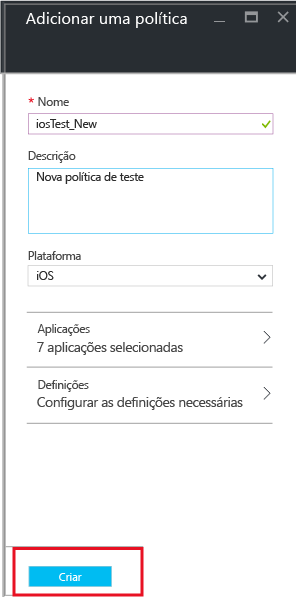 Adicionar uma política
* Nome
iosTest_New
Descrição
Nova política de teste
Plataforma
iOS
Aplicações
7 aplicações selecionadas
Definições
Configurar as definições necessárias
Criar